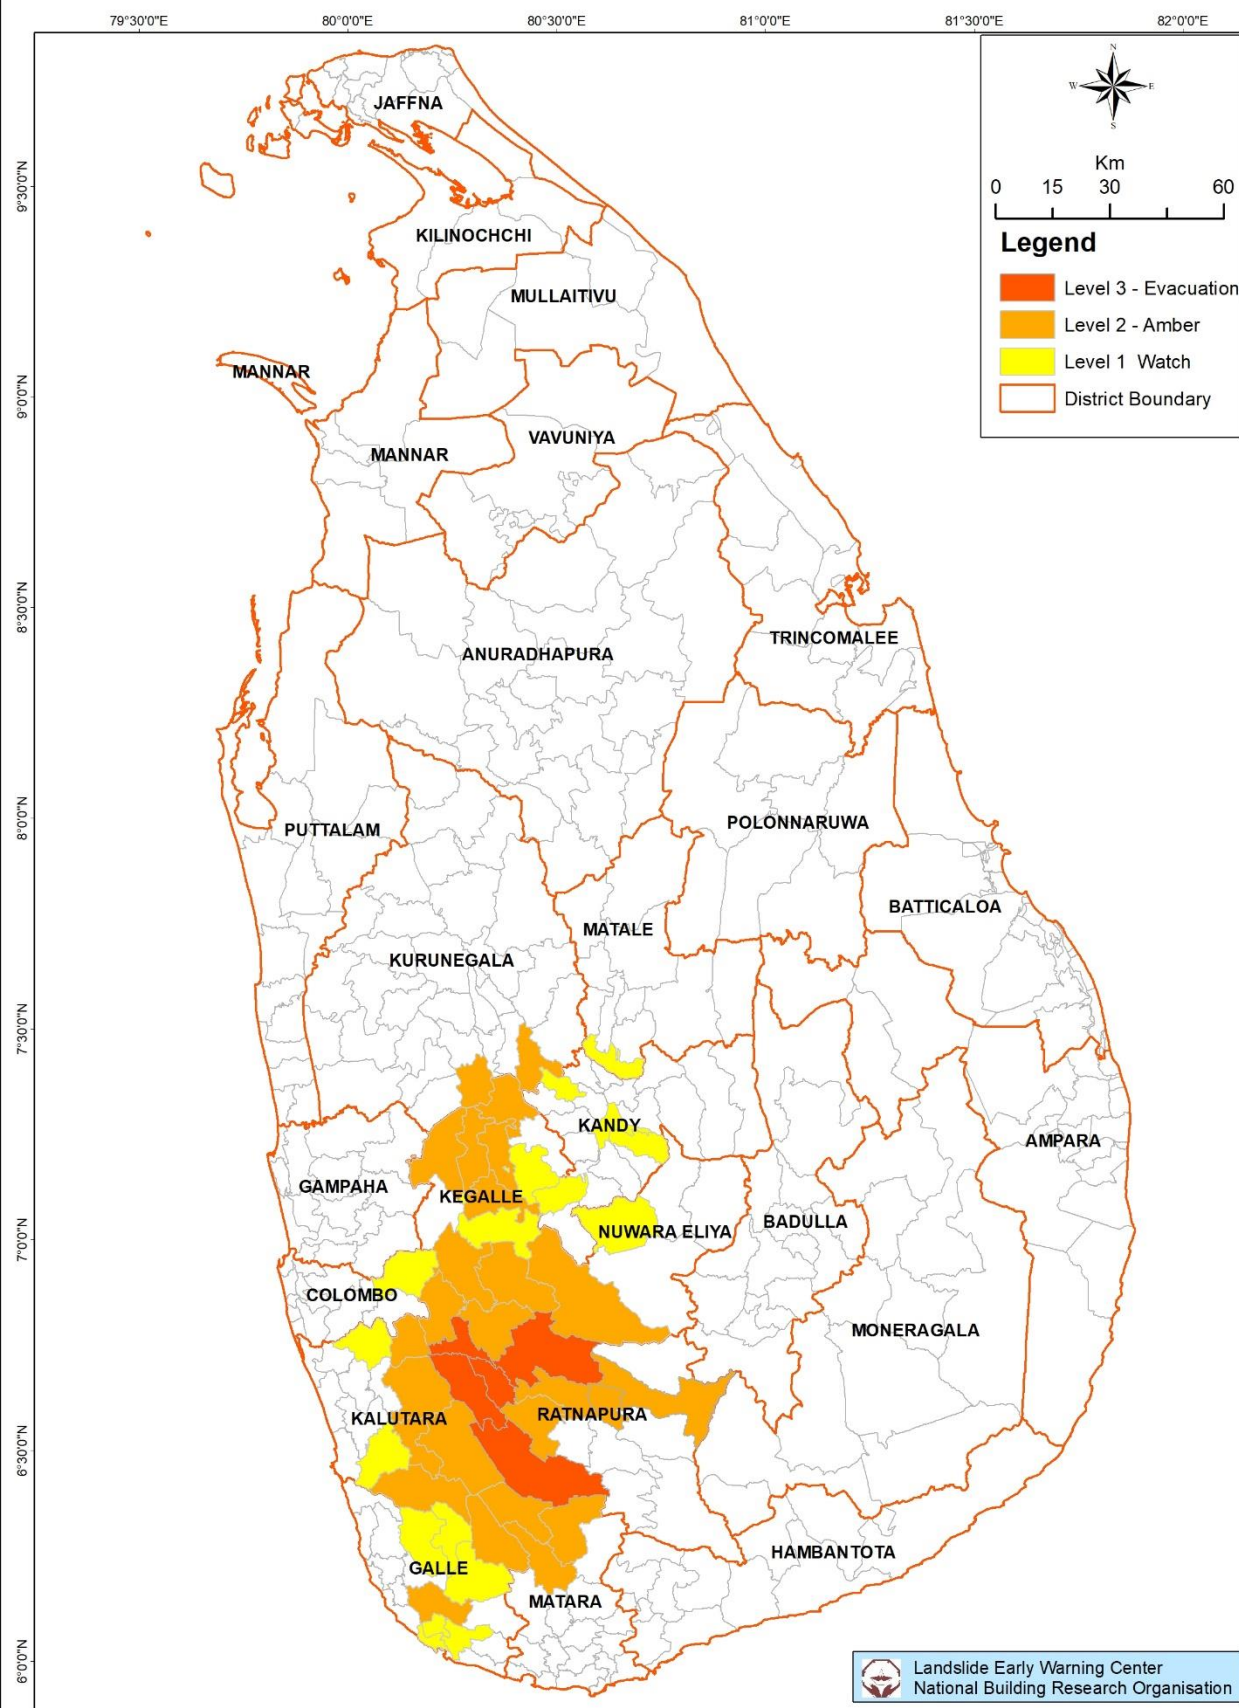 79°30'0"E 80°0'0"E 80°30'0"E 81°0'0"E 81°30'0"E 82°0'0"E
N
W E
S
Km
0 15 30 60
Legend
Level 3 - Evacuation
Level 2 - Amber
Level 1 Watch
District Boundary
9°30'0"N
9°0'0"N
8°30'0"N
8°0'0"N
7°30'0"N
7°0'0"N
6°30'0"N
6°0'0"N
JAFFNA
KILINOCHCHI
MULLAITIVU
MANNAR
VAVUNIYA
MANNAR
TRINCOMALEE
ANURADHAPURA
POLONNARUWA
PUTTALAM
BATTICALOA
MATALE
KURUNEGALA
KANDY
AMPARA
GAMPAHA
KEGALLE
BADULLA
NUWARA ELIYA
COLOMBO
MONERAGALA
RATNAPURA
KALUTARA
HAMBANTOTA
GALLE
MATARA
Landslide Early Warning Center
National Building Research Organisation